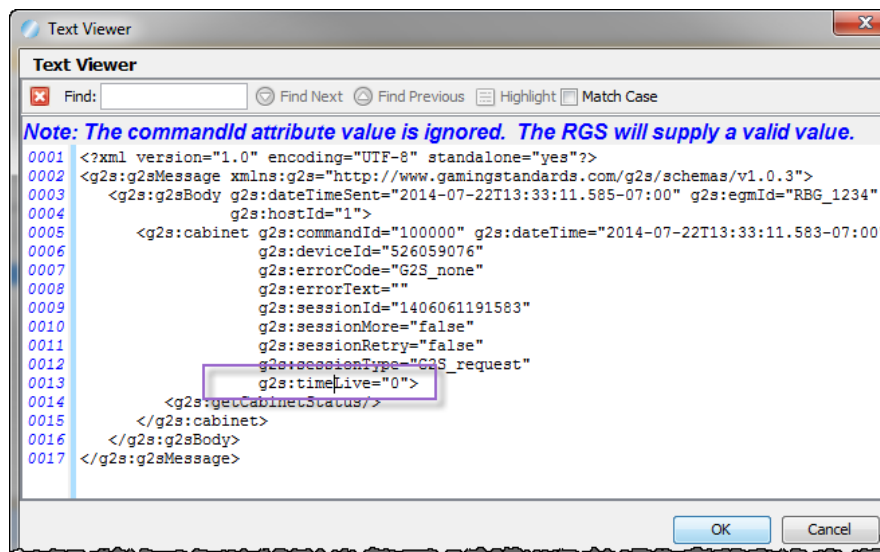 Text Viewer
Text Viewer
Find: Find Next Find Previous Highlight Match Case
Note: The commandId attribute value is ignored. The RGS will supply a valid value.
0001 <?xml version="1.0" encoding="UTF-8" standalone="yes"?>
0002 <g2s:g2sMessage xmlns:g2s="http://www.gamingstandards.com/g2s/schemas/v1.0.3">
0003 <g2s:g2sBody g2s:dateTimeSent="2014-07-22T13:33:11.585-07:00" g2s:egmId="RBG_1234"
0004 g2s:hostId="1">
0005 <g2s:cabinet g2s:commandId="100000" g2s:dateTime="2014-07-22T13:33:11.583-07:00
0006 g2s:deviceId="526059076"
0007 g2s:errorCode="G2S_none"
0008 g2s:errorText=""
0009 g2s:sessionId="1406061191583"
0010 g2s:sessionMore="false"
0011 g2s:sessionRetry="false"
0012 g2s:sessionType="G2S_request"
0013 g2s:timeLive="0">
0014 <g2s:getCabinetStatus/>
0015 </g2s:cabinet>
0016 </g2s:g2sBody>
0017 </g2s:g2sMessage>
OK Cancel